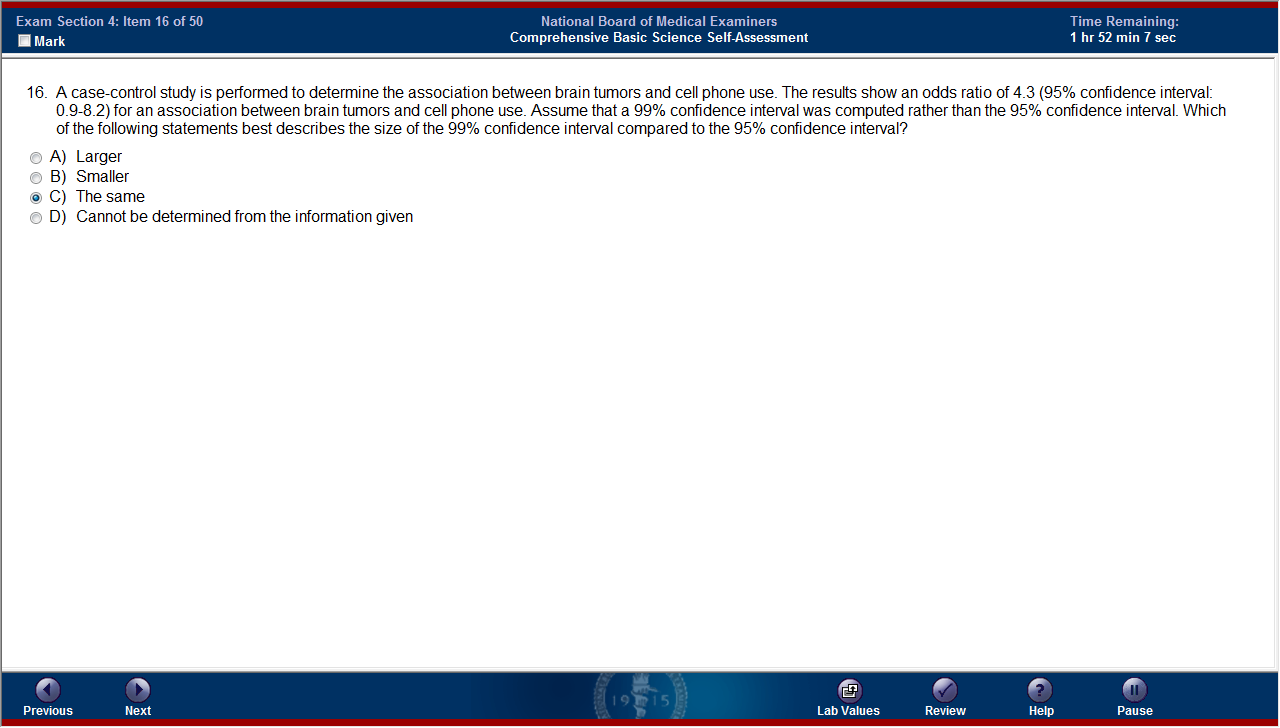 Exam Section 4: Item 16 of 50
National Board of Medical Examiners
Time Remaining:
Mark
Comprehensive Basic Science Self-Assessment
1 hr 52 min 7 sec
16. A case-control study is performed to determine the association between brain tumors and cell phone use. The results show an odds ratio of 4.3 (95% confidence interval:
0.9-8.2) for an association between brain tumors and cell phone use. Assume that a 99% confidence interval was computed rather than the 95% confidence interval. Which
of the following statements best describes the size of the 99% confidence interval compared to the 95% confidence interval?
A) Larger
B) Smaller
C) The same
D) Cannot be determined from the information given
1915
Previous
Next
Lab Values
Review
Help
Pause